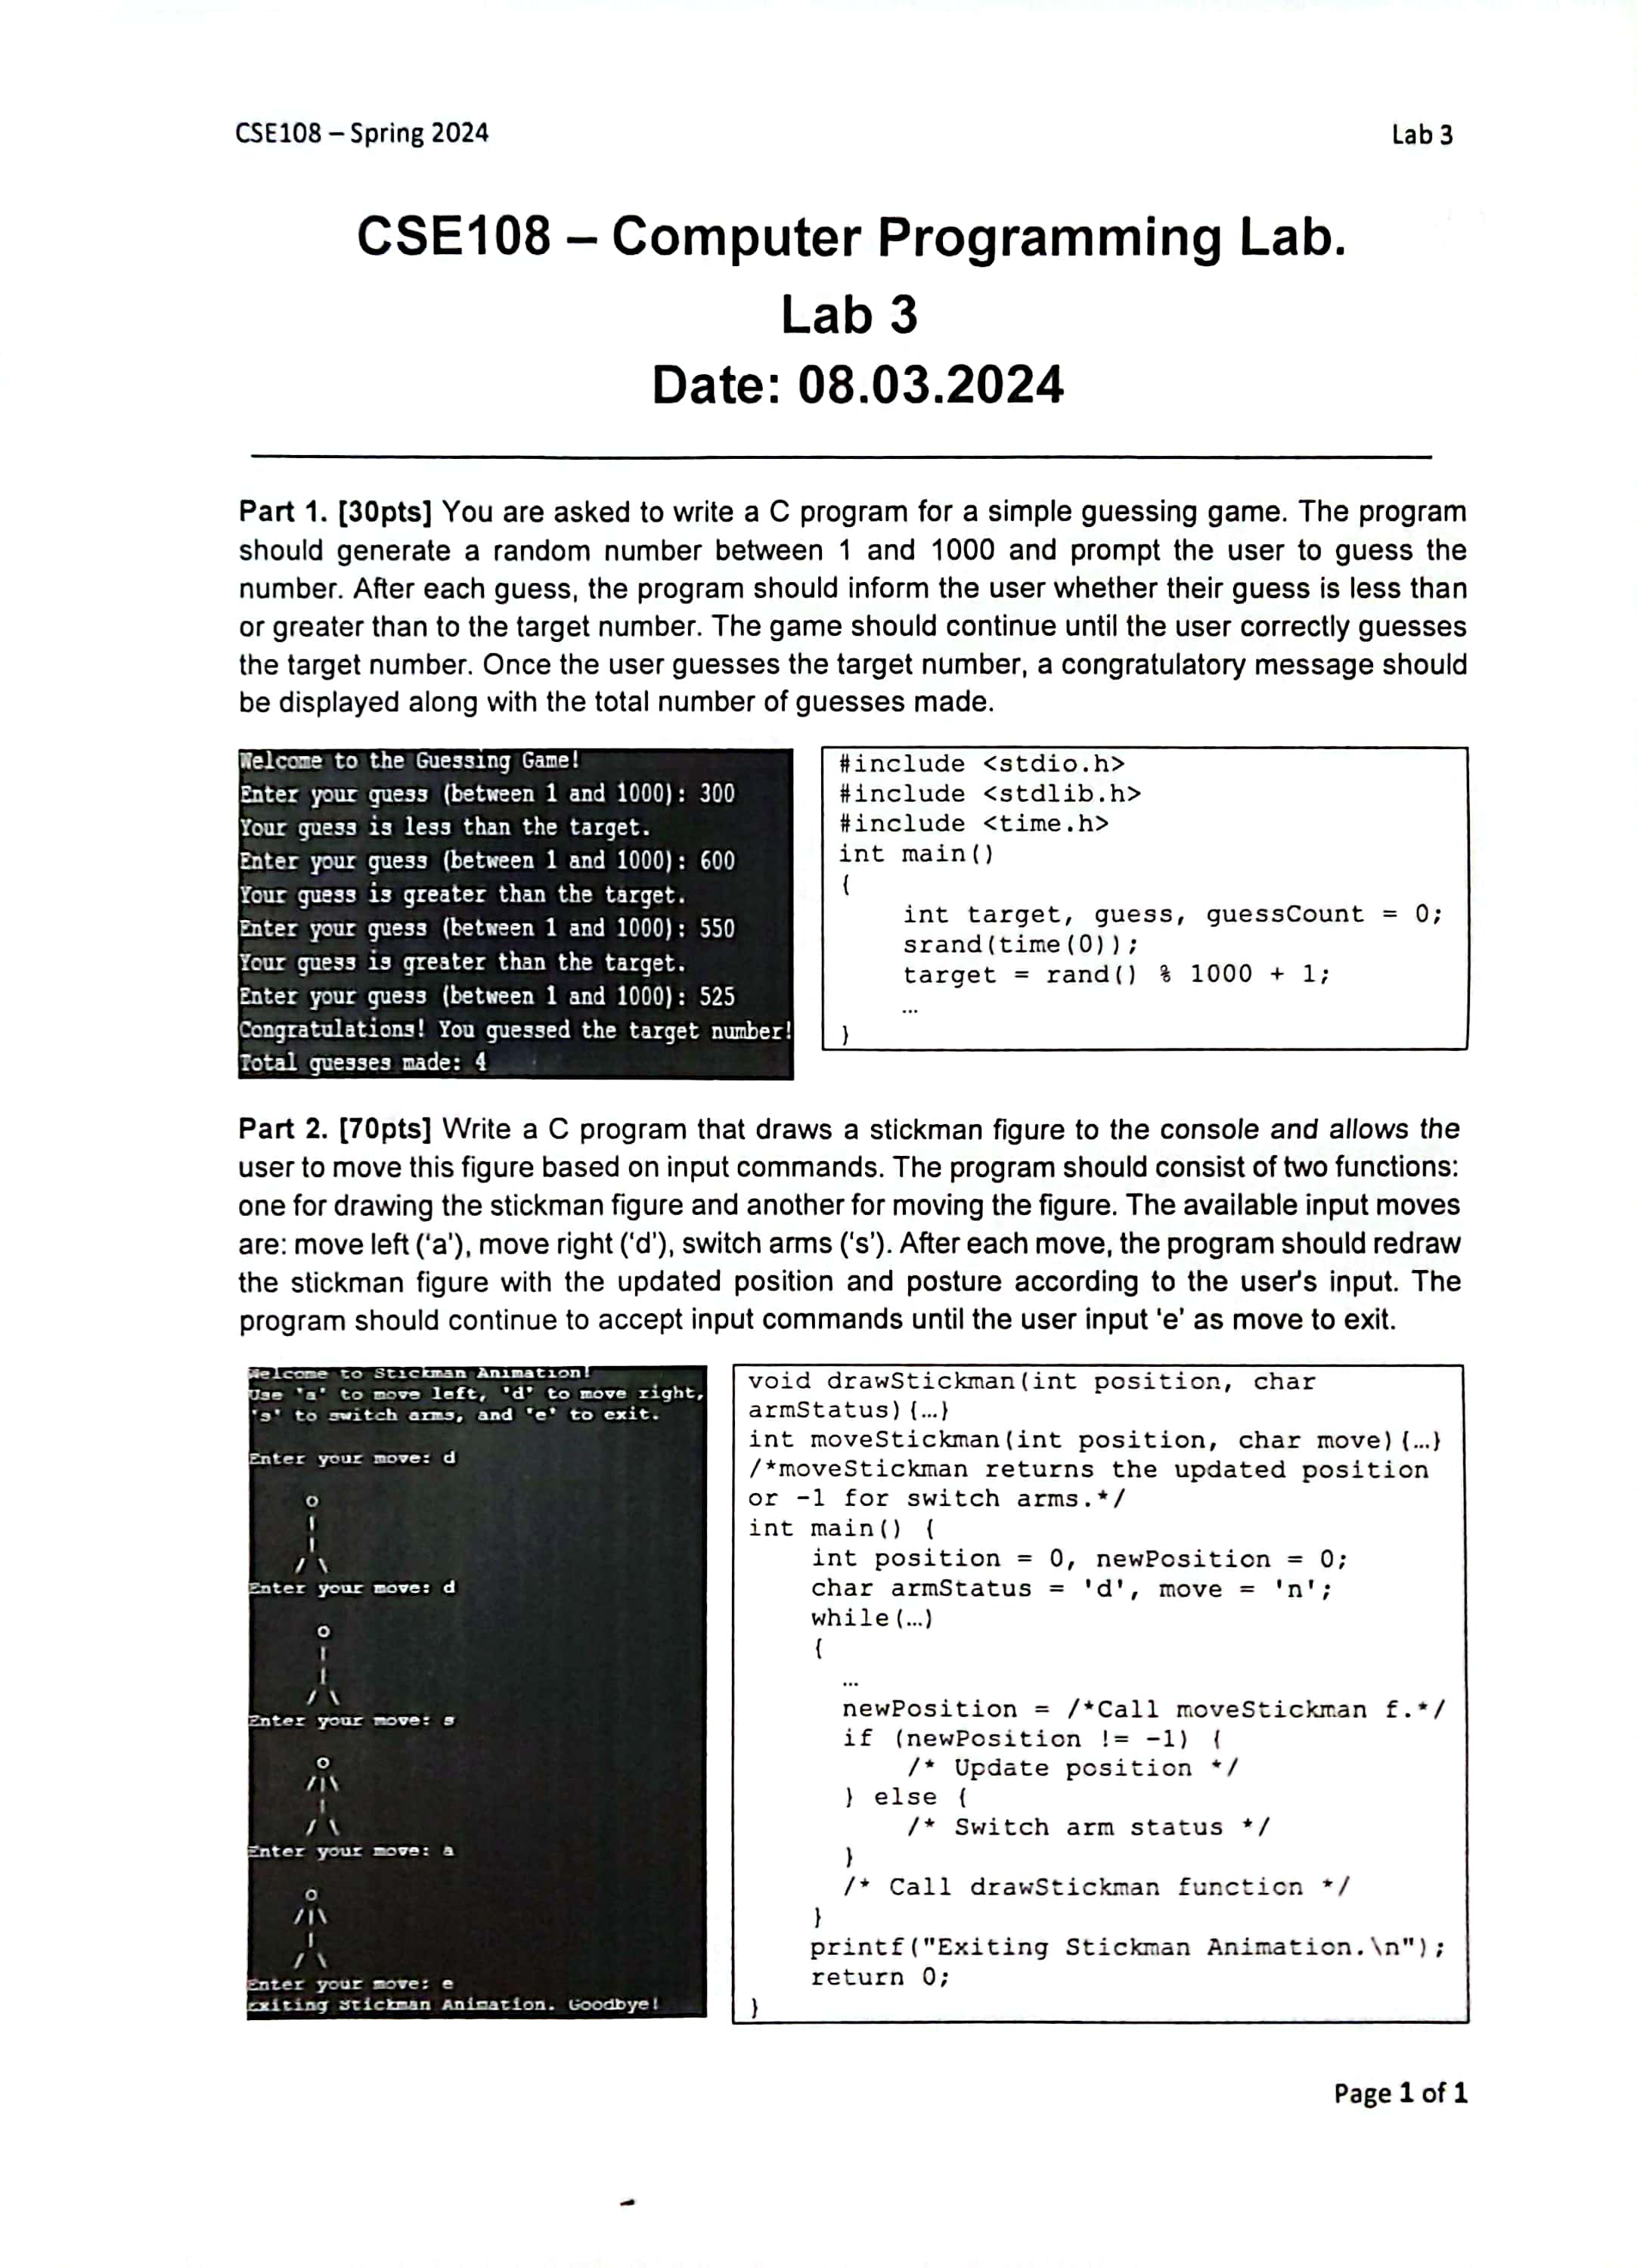 CSE108 – Spring 2024 Lab 3
CSE108 – Computer Programming Lab.
Lab 3
Date: 08.03.2024
Part 1. [30pts] You are asked to write a C program for a simple guessing game. The program
should generate a random number between 1 and 1000 and prompt the user to guess the
number. After each guess, the program should inform the user whether their guess is less than
or greater than to the target number. The game should continue until the user correctly guesses
the target number. Once the user guesses the target number, a congratulatory message should
be displayed along with the total number of guesses made.
Welcome to the Guessing Game!
Enter your guess (between 1 and 1000): 300
Your guess is less than the target.
Enter your guess (between 1 and 1000): 600
Your guess is greater than the target.
Enter your guess (between 1 and 1000): 550
Your guess is greater than the target.
Enter your guess (between 1 and 1000): 525
Congratulations! You guessed the target number!
Total guesses made: 4
#include <stdio.h>
#include <stdlib.h>
#include <time.h>
int main()
{
int target, guess, guessCount = 0;
srand(time(0));
target = rand() % 1000 + 1;
…
}
Part 2. [70pts] Write a C program that draws a stickman figure to the console and allows the
user to move this figure based on input commands. The program should consist of two functions:
one for drawing the stickman figure and another for moving the figure. The available input moves
are: move left ('a'), move right ('d'), switch arms ('s'). After each move, the program should redraw
the stickman figure with the updated position and posture according to the user's input. The
program should continue to accept input commands until the user input 'e' as move to exit.
Welcome to Stickman Animation!
Use 'a' to move left, 'd' to move right,
's' to switch arms, and 'e' to exit.
Enter your move: d
O
|
|
/ \
Enter your move: d
O
|
|
/ \
Enter your move: s
O
/|\
|
/ \
Enter your move: a
O
/|\
|
/ \
Enter your move: e
Exiting Stickman Animation. Goodbye!
void drawStickman(int position, char
armStatus){…}
int moveStickman(int position, char move){…}
/*moveStickman returns the updated position
or -1 for switch arms.*/
int main() {
int position = 0, newPosition = 0;
char armStatus = 'd', move = 'n';
while(…)
{
…
newPosition = /*Call moveStickman f.*/
if (newPosition != -1) {
/* Update position */
} else {
/* Switch arm status */
}
/* Call drawStickman function */
}
printf("Exiting Stickman Animation.\n");
return 0;
}
Page 1 of 1